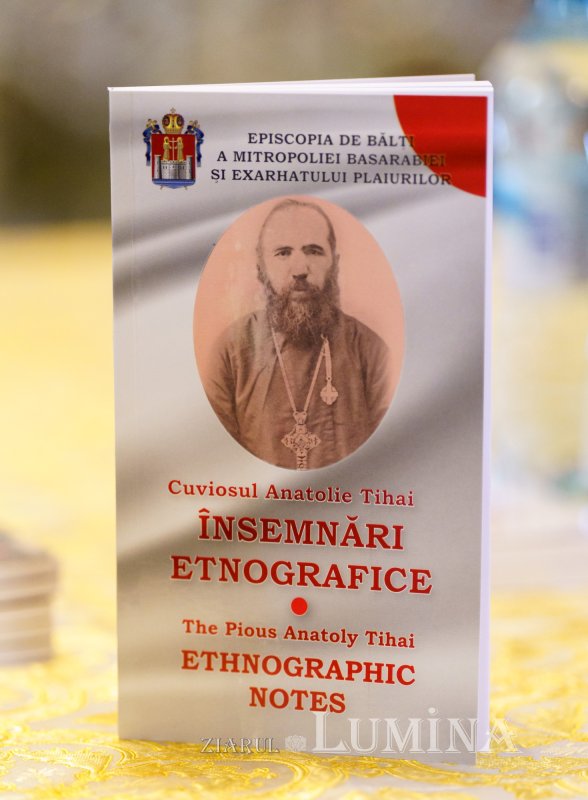 EPISCOPIA DE BĂLȚI
A MITROPOLIEI BASARABIEI
ȘI EXARHATULUI PLAIURILOR
Cuviosul Anatolie Tihai
ÎNSEMNĂRI
ETNOGRAFICE
The Pious Anatoly Tihai
ETHNOGRAPHIC
NOTES
ZIARUL LUMINA